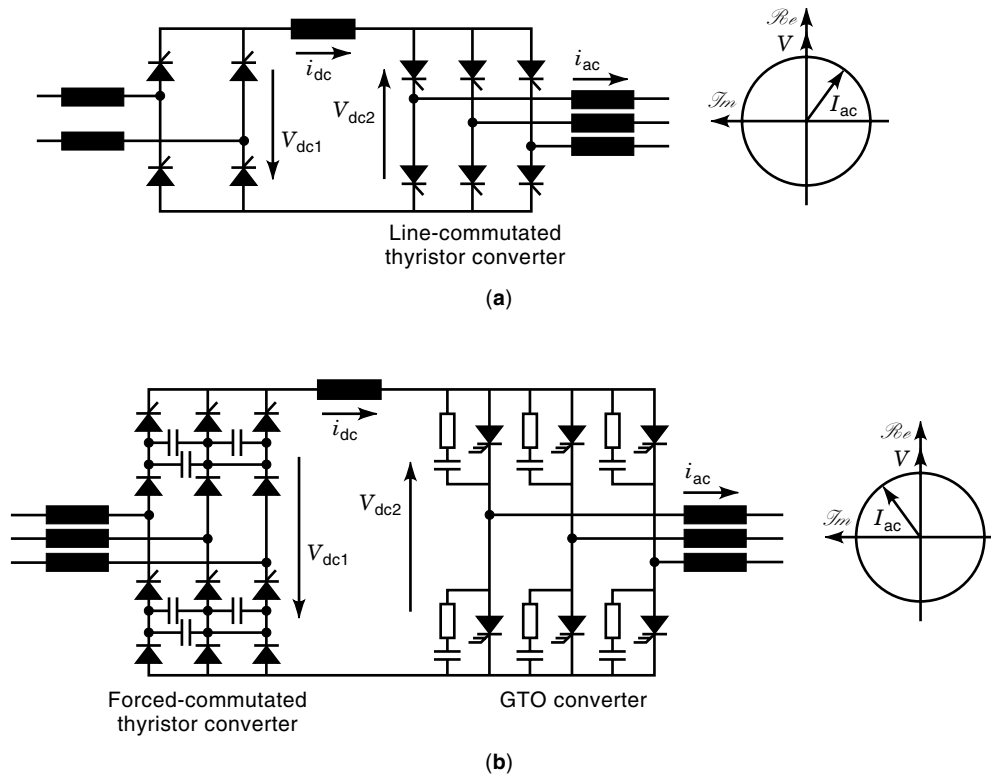 ℛe
V
i_dc
V_dc1
V_dc2
i_ac
ℐm
I_ac
Line-commutated
thyristor converter
(a)
i_dc
V_dc1
V_dc2
i_ac
ℛe
V
ℐm
I_ac
Forced-commutated
thyristor converter
GTO converter
(b)